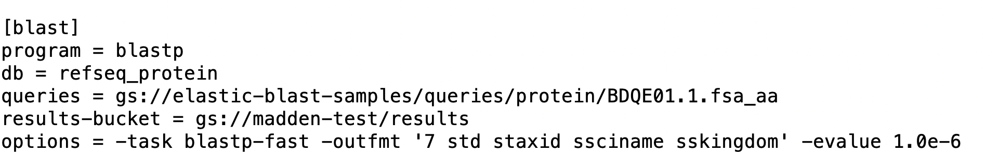 [blast]
program = blastp
db = refseq_protein
queries = gs://elastic-blast-samples/queries/protein/BDQE01.1.fsa_aa
results-bucket = gs://madden-test/results
options = -task blastp-fast -outfmt '7 std staxid ssciname sskingdom' -evalue 1.0e-6